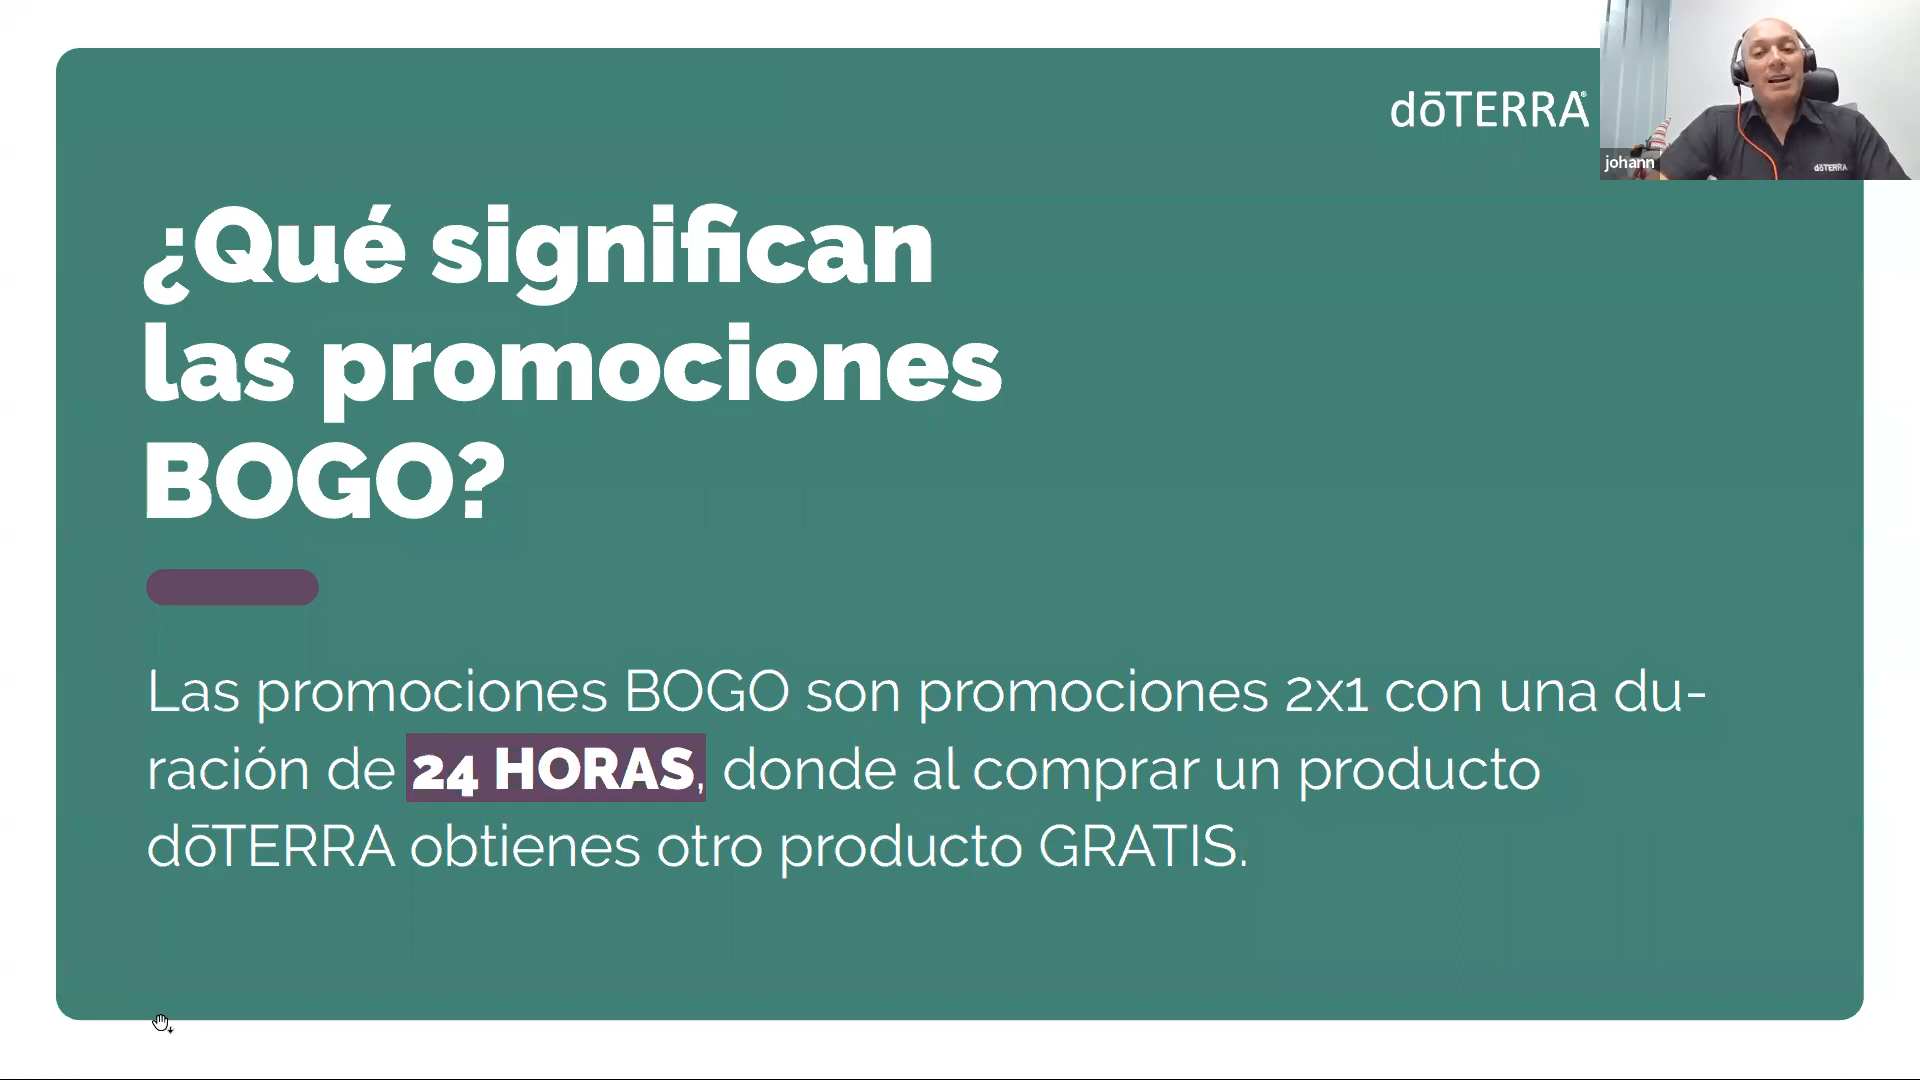 dōTERRA®
johann
dōTERRA
¿Qué significan
las promociones
BOGO?
Las promociones BOGO son promociones 2x1 con una du-
ración de 24 HORAS, donde al comprar un producto
dōTERRA obtienes otro producto GRATIS.